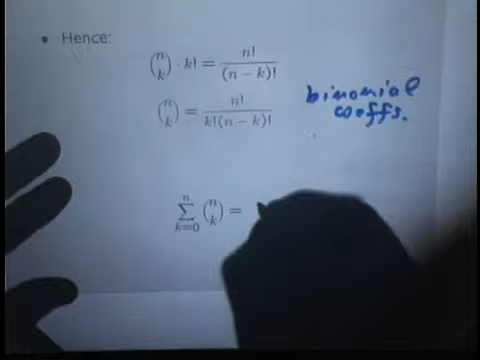 • Hence:
(n k) · k! = n! / (n − k)!
(n k) = n! / k!(n − k)!
binomial
coeffs.
∑_{k=0}^{n} (n k) =